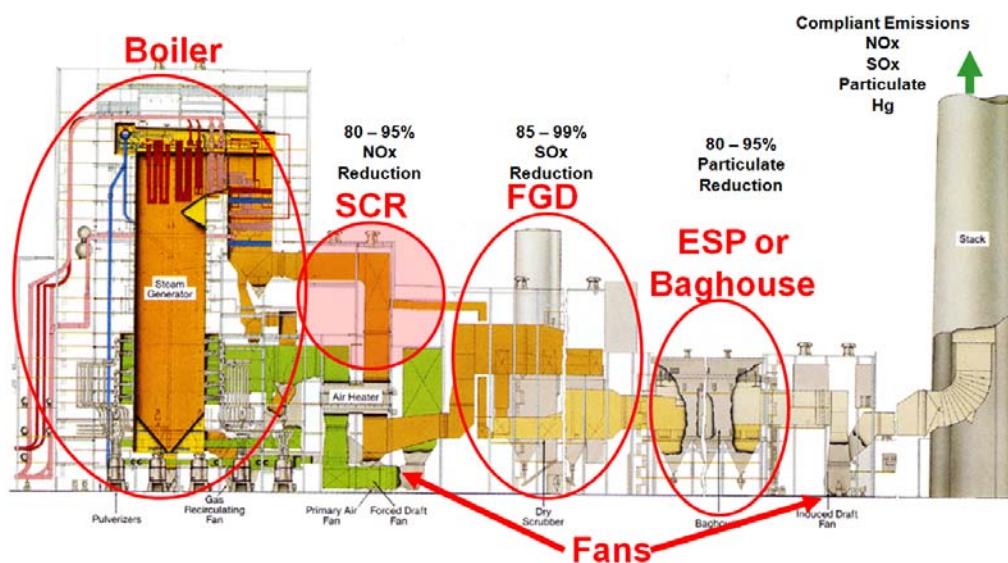 Compliant Emissions
NOx
SOx
Particulate
Hg
Boiler
80 – 95%
NOx
Reduction
85 – 99%
SOx
Reduction
80 – 95%
Particulate
Reduction
SCR
FGD
ESP or
Baghouse
Stack
Steam
Generator
Air Heater
Pulverizers
Gas
Recirculating
Fan
Primary Air
Fan
Forced Draft
Fan
Dry
Scrubber
Baghouse
Induced Draft
Fan
Fans